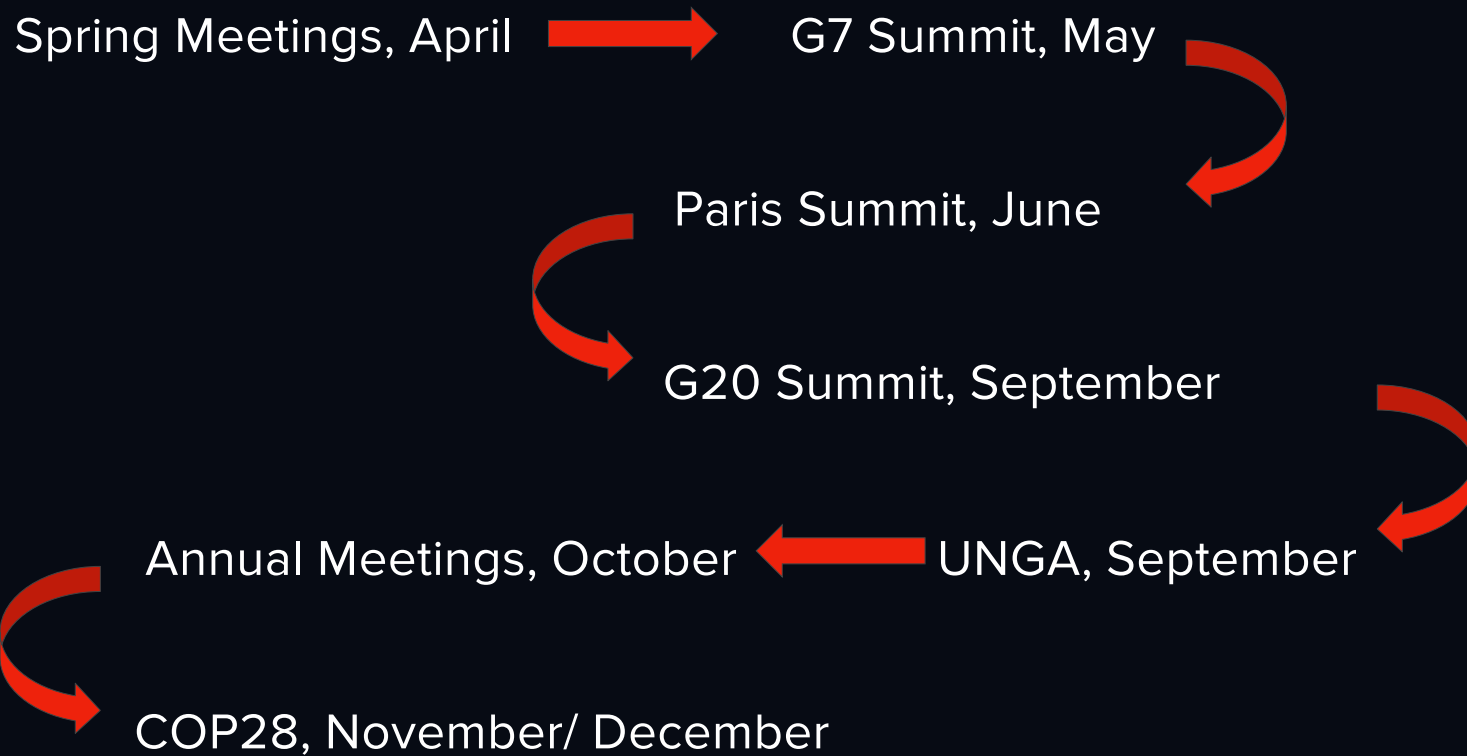 Spring Meetings, April
G7 Summit, May
Paris Summit, June
G20 Summit, September
UNGA, September
Annual Meetings, October
COP28, November/ December